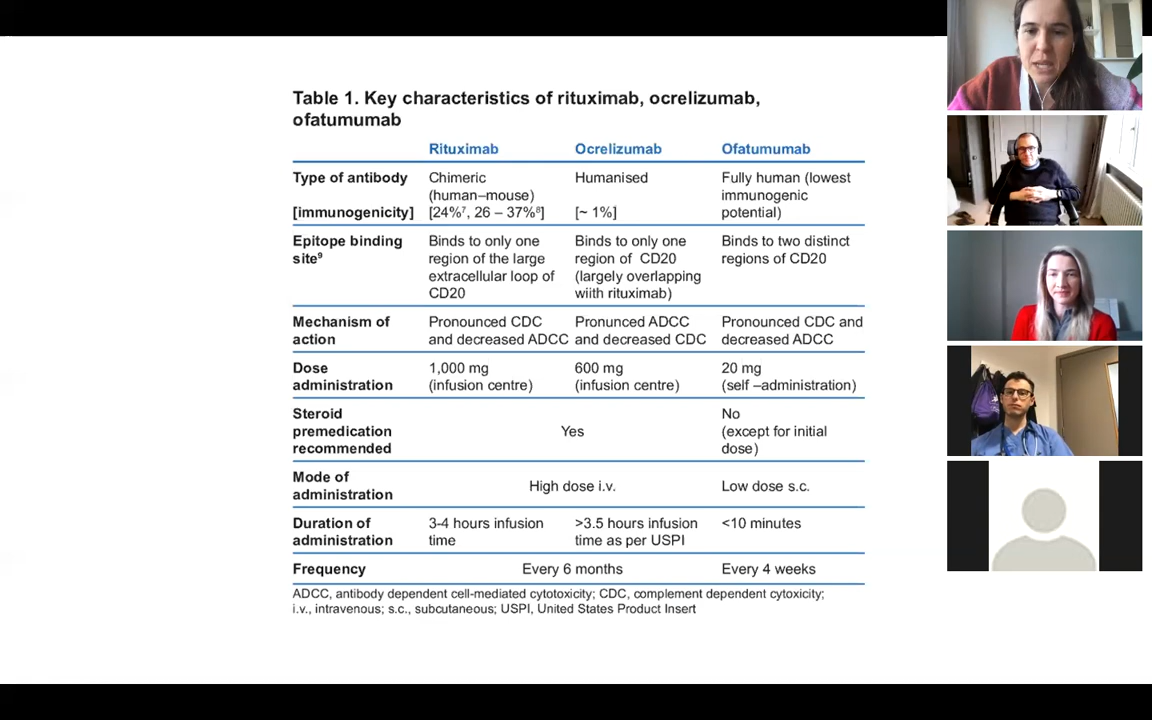 Table 1. Key characteristics of rituximab, ocrelizumab,
ofatumumab
Rituximab Ocrelizumab Ofatumumab
Type of antibody Chimeric Humanised Fully human (lowest
(human–mouse) immunogenic
[immunogenicity] [24%⁷, 26 – 37%⁸] [~ 1%] potential)
Epitope binding Binds to only one Binds to only one Binds to two distinct
site⁹ region of the large region of CD20 regions of CD20
extracellular loop of (largely overlapping
CD20 wiith rituximab)
Mechanism of Pronounced CDC Pronunced ADCC Pronounced CDC and
action and decreased ADCC and decreased CDC decreased ADCC
Dose 1,000 mg 600 mg 20 mg
administration (infusion centre) (infusion centre) (self –administration)
Steroid No
premedication Yes (except for initial
recommended dose)
Mode of
administration High dose i.v. Low dose s.c.
Duration of 3-4 hours infusion >3.5 hours infusion <10 minutes
administration time time as per USPI
Frequency Every 6 months Every 4 weeks
ADCC, antibody dependent cell-mediated cytotoxicity; CDC, complement dependent cytoxicity;
i.v., intravenous; s.c., subcutaneous; USPI, United States Product Insert